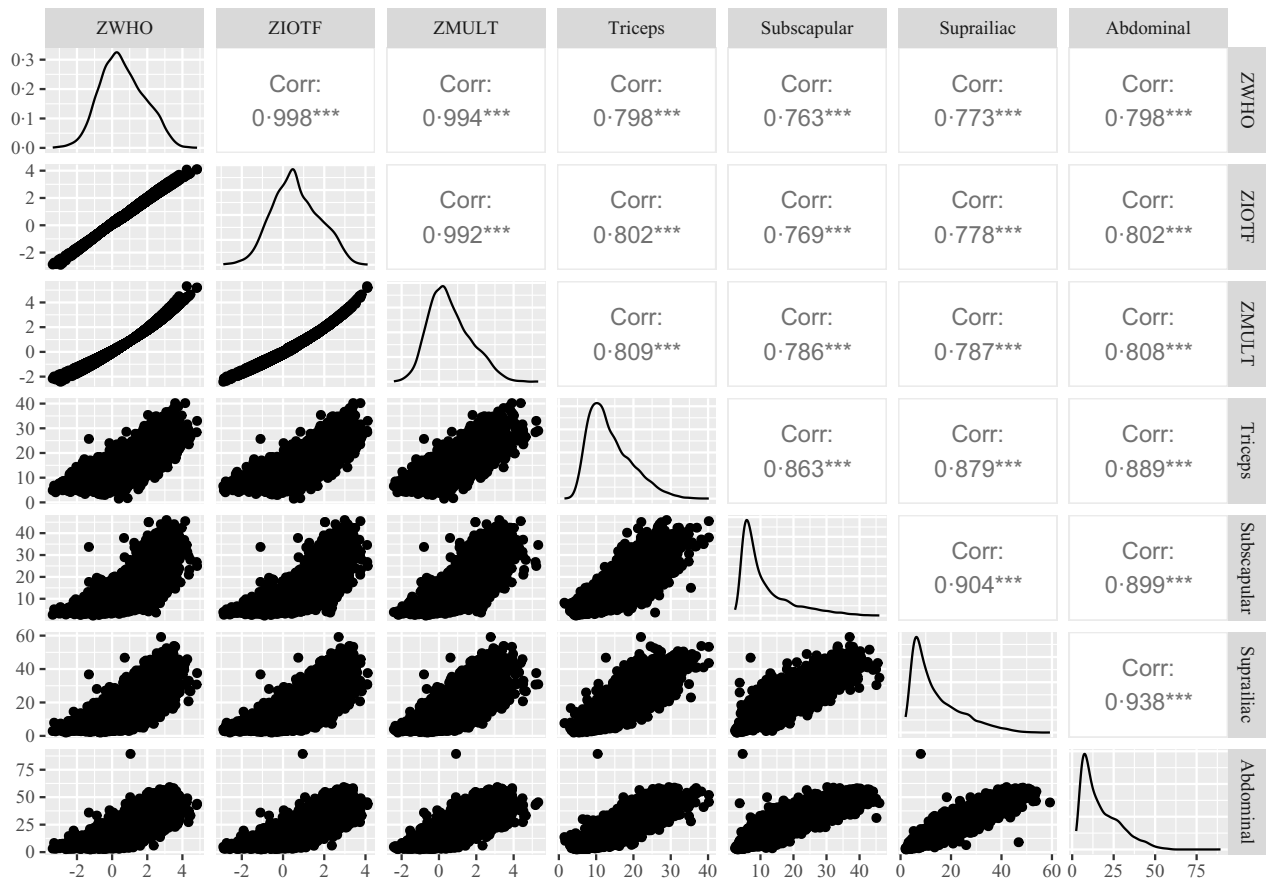 ZWHO ZIOTF ZMULT Triceps Subscapular Suprailiac Abdominal
0·3
0·2
0·1
0·0
Corr: Corr: Corr: Corr: Corr: Corr:
0·998*** 0·994*** 0·798*** 0·763*** 0·773*** 0·798***
ZWHO
4
2
0
-2
Corr: Corr: Corr: Corr: Corr:
0·992*** 0·802*** 0·769*** 0·778*** 0·802***
ZIOTF
4
2
0
-2
Corr: Corr: Corr: Corr:
0·809*** 0·786*** 0·787*** 0·808***
ZMULT
40
30
20
10
0
Corr: Corr: Corr:
0·863*** 0·879*** 0·889***
Triceps
40
30
20
10
Corr: Corr:
0·904*** 0·899***
Subscapular
60
40
20
0
Corr:
0·938***
Suprailiac
75
50
25
0
Abdominal
-2 0 2 4 -2 0 2 4 -2 0 2 4 0 10 20 30 40 10 20 30 40 0 20 40 60 0 25 50 75